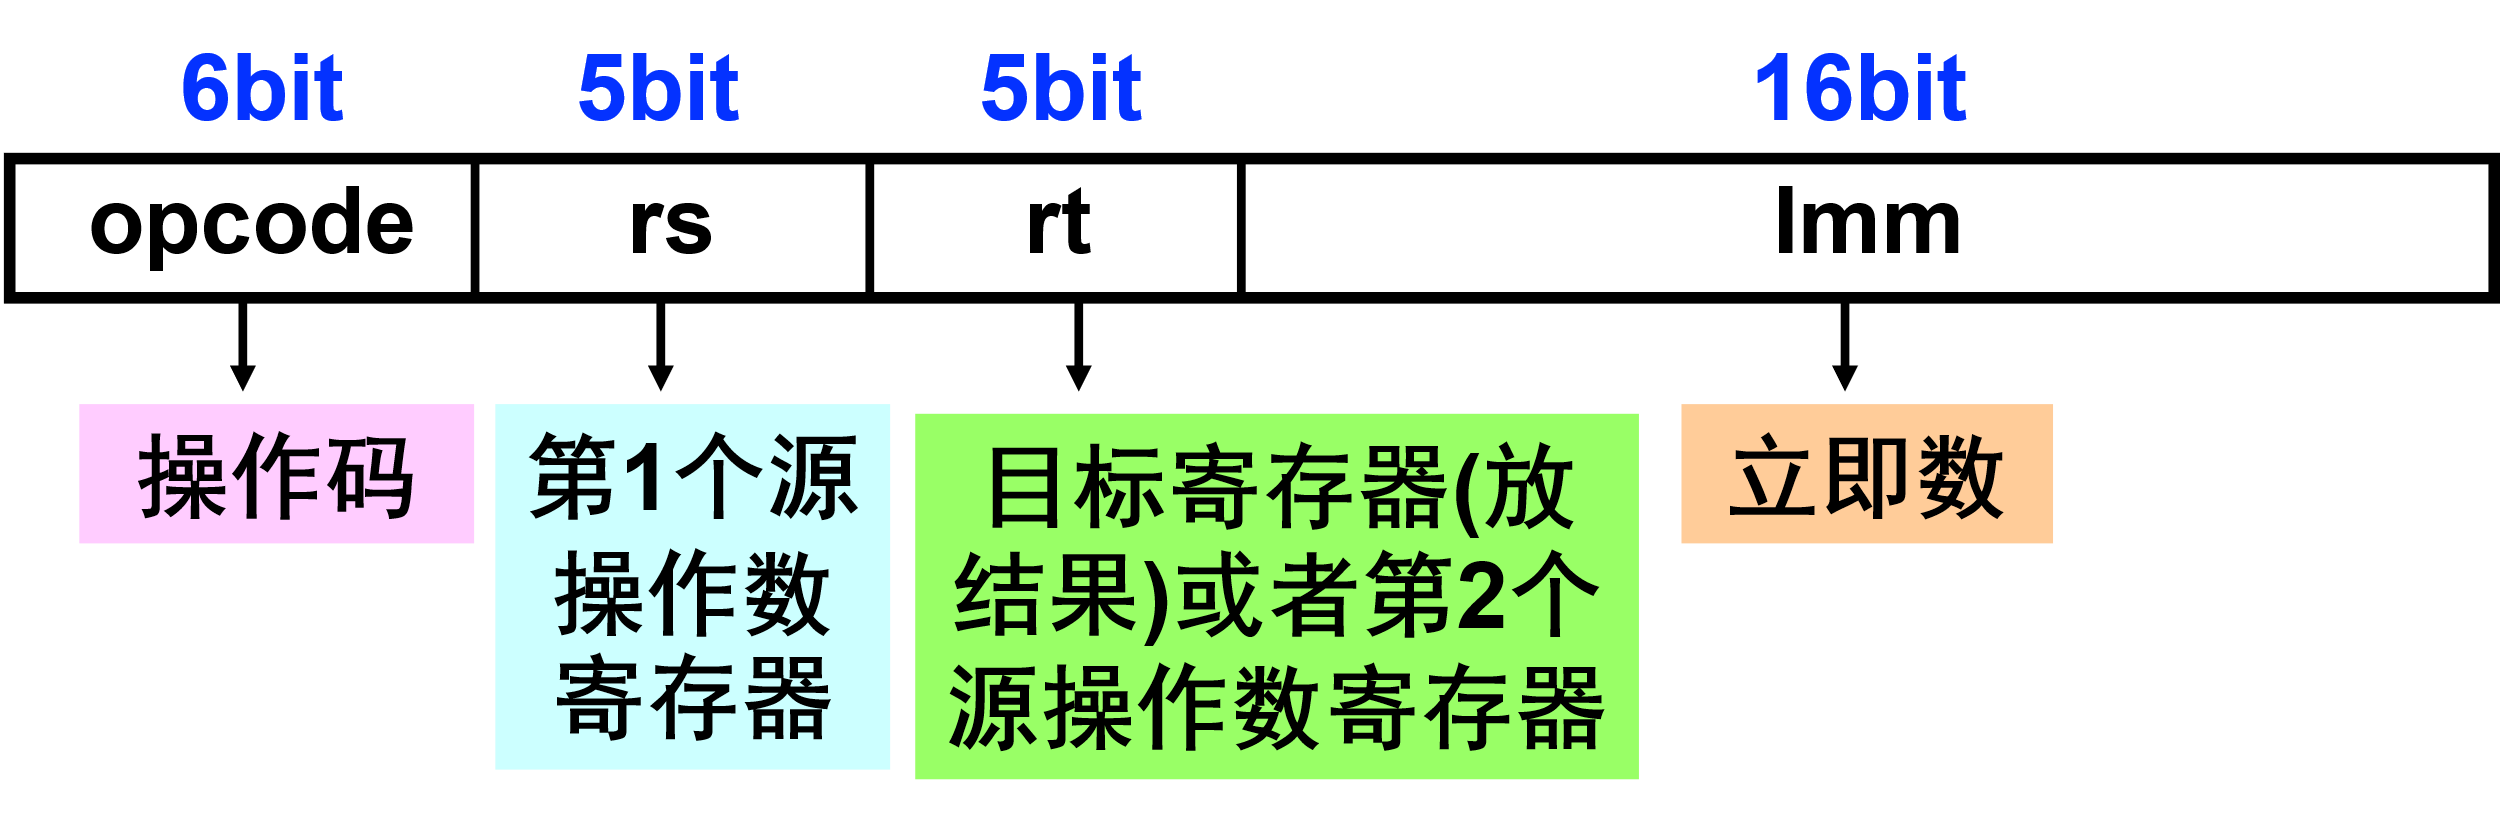 6bit 5bit 5bit 16bit
opcode rs rt Imm
操作码
第1个源
操作数
寄存器
目标寄存器(放
结果)或者第2个
源操作数寄存器
立即数